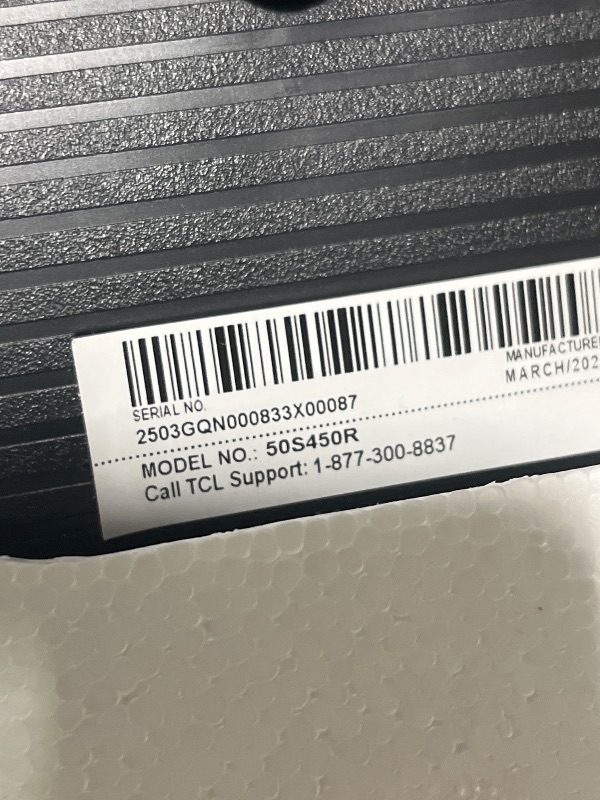 SERIAL NO.
2503GQN000833X00087
MANUFACTURE
MARCH/202
MODEL NO.: 50S450R
Call TCL Support: 1-877-300-8837